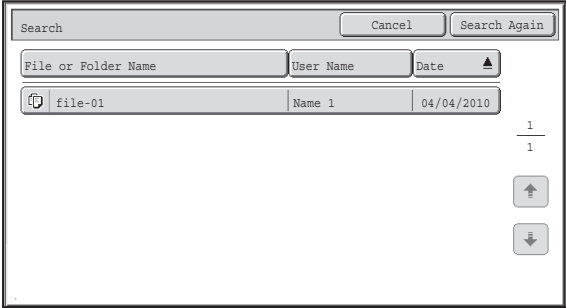 Search Cancel Search Again
File or Folder Name User Name Date
file-01 Name 1 04/04/2010
1
1